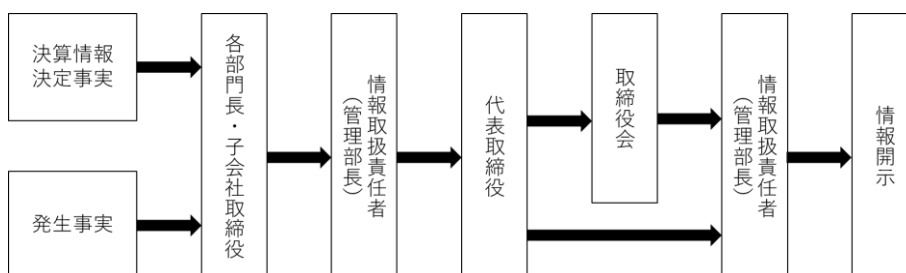 決算情報
決定事実
発生事実
各部門長・子会社取締役
情報取扱責任者
（管理部長）
代表取締役
取締役会
情報取扱責任者
（管理部長）
情報開示